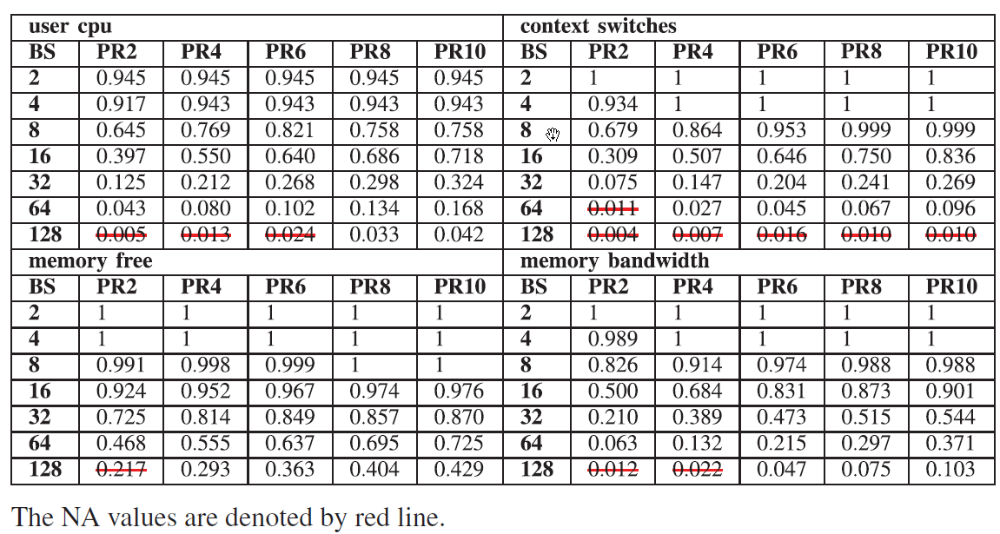 user cpu context switches
BS PR2 PR4 PR6 PR8 PR10 BS PR2 PR4 PR6 PR8 PR10
2 0.945 0.945 0.945 0.945 0.945 2 1 1 1 1 1
4 0.917 0.943 0.943 0.943 0.943 4 0.934 1 1 1 1
8 0.645 0.769 0.821 0.758 0.758 8 0.679 0.864 0.953 0.999 0.999
16 0.397 0.550 0.640 0.686 0.718 16 0.309 0.507 0.646 0.750 0.836
32 0.125 0.212 0.268 0.298 0.324 32 0.075 0.147 0.204 0.241 0.269
64 0.043 0.080 0.102 0.134 0.168 64 0.011 0.027 0.045 0.067 0.096
128 0.005 0.013 0.024 0.033 0.042 128 0.004 0.007 0.016 0.010 0.010
memory free memory bandwidth
BS PR2 PR4 PR6 PR8 PR10 BS PR2 PR4 PR6 PR8 PR10
2 1 1 1 1 1 2 1 1 1 1 1
4 1 1 1 1 1 4 0.989 1 1 1 1
8 0.991 0.998 0.999 1 1 8 0.826 0.914 0.974 0.988 0.988
16 0.924 0.952 0.967 0.974 0.976 16 0.500 0.684 0.831 0.873 0.901
32 0.725 0.814 0.849 0.857 0.870 32 0.210 0.389 0.473 0.515 0.544
64 0.468 0.555 0.637 0.695 0.725 64 0.063 0.132 0.215 0.297 0.371
128 0.217 0.293 0.363 0.404 0.429 128 0.012 0.022 0.047 0.075 0.103
The NA values are denoted by red line.